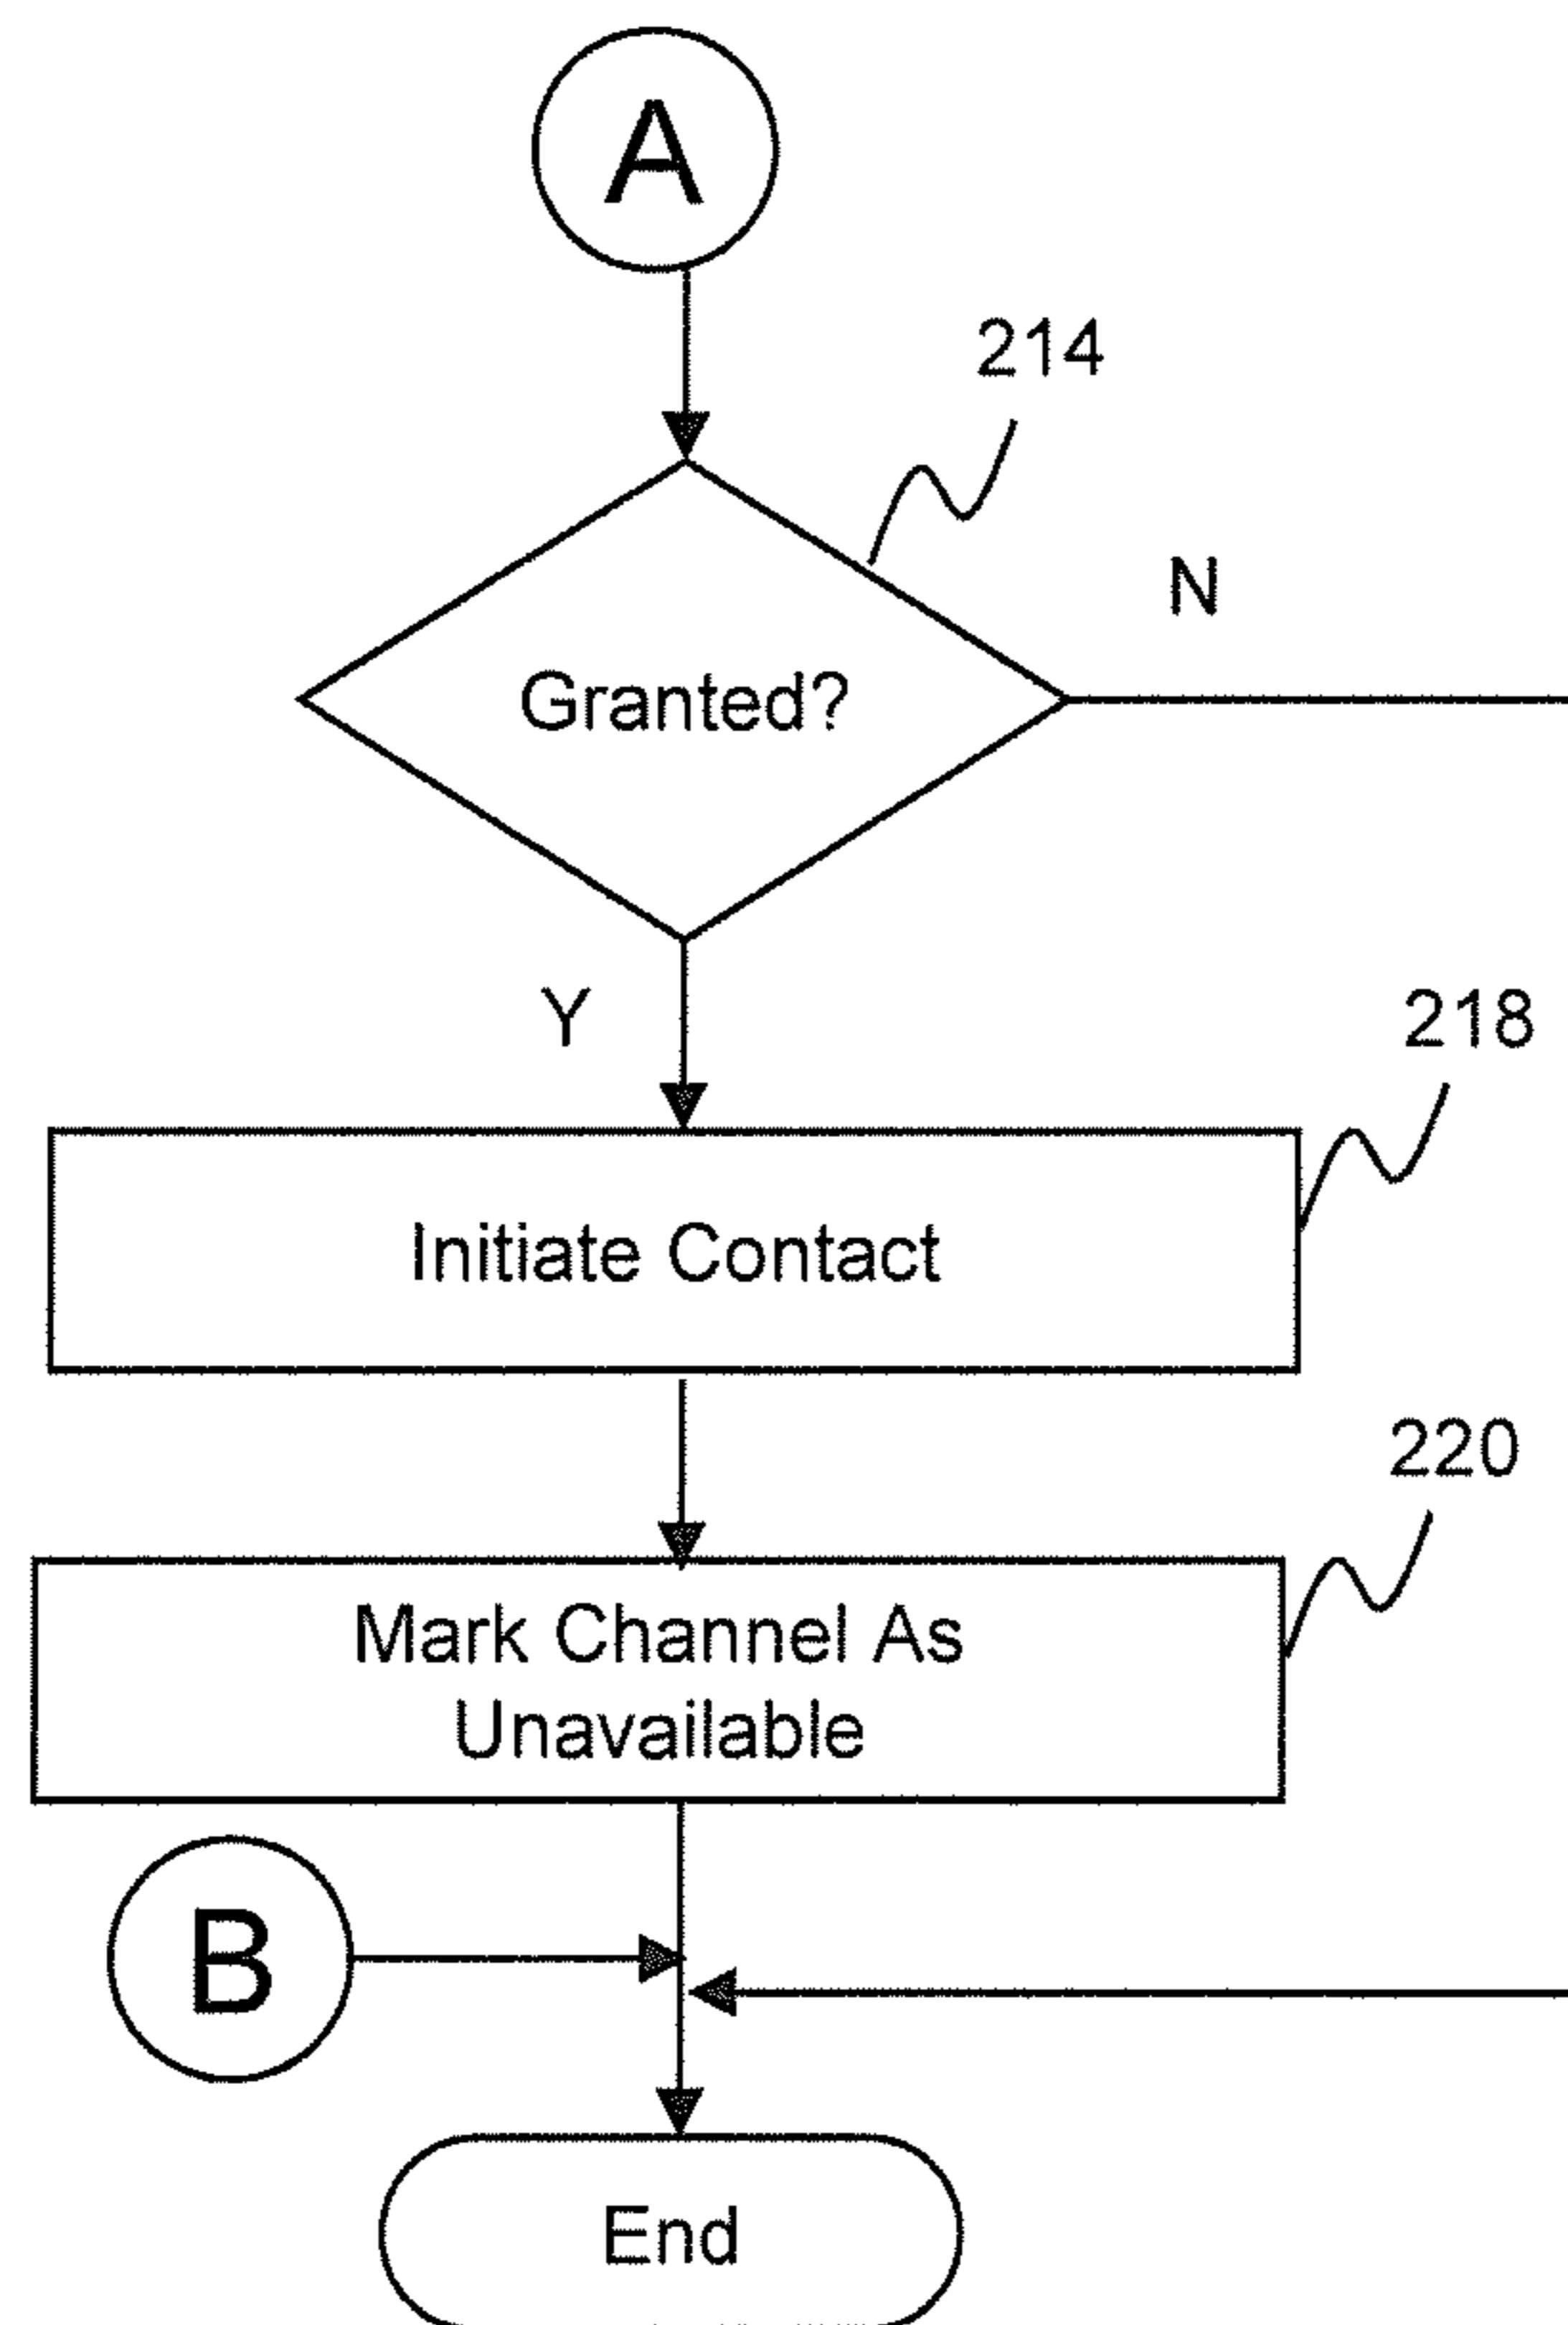 A
214
N
Granted?
Y
218
Initiate Contact
220
Mark Channel As
Unavailable
B
End